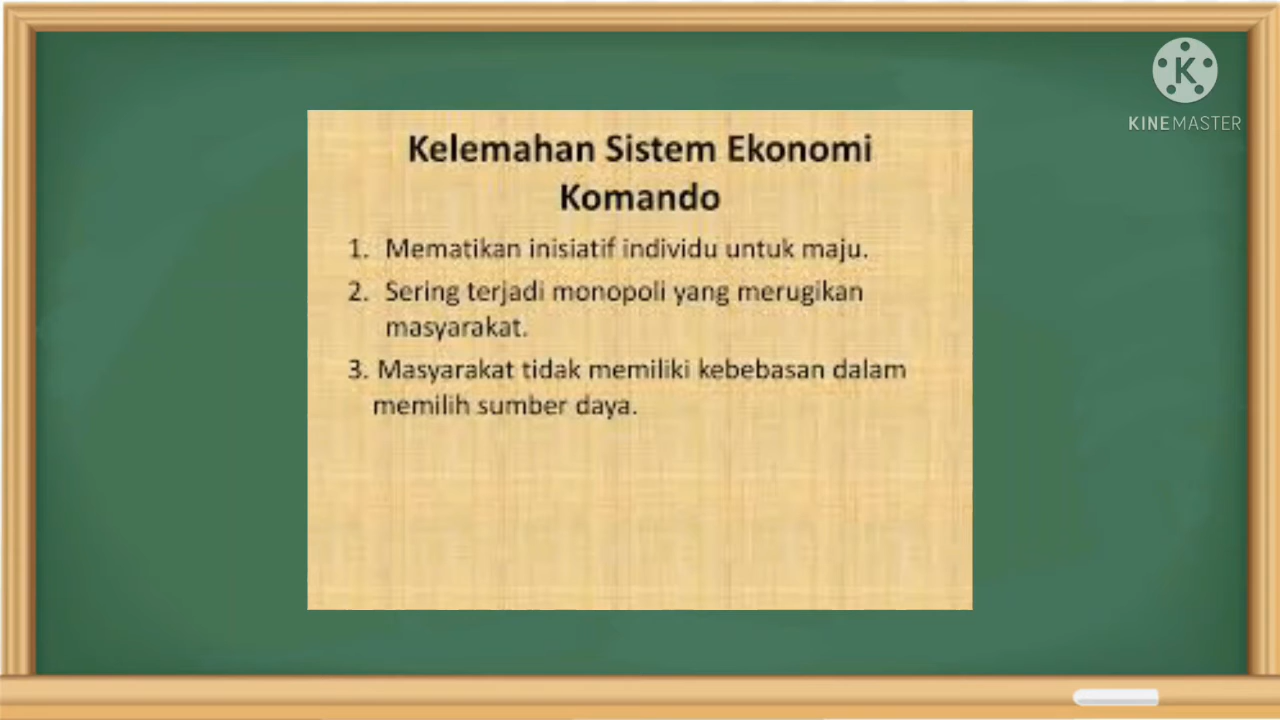 K
KINEMASTER
Kelemahan Sistem Ekonomi
Komando
1. Mematikan inisiatif individu untuk maju.
2. Sering terjadi monopoli yang merugikan
masyarakat.
3. Masyarakat tidak memiliki kebebasan dalam
memilih sumber daya.